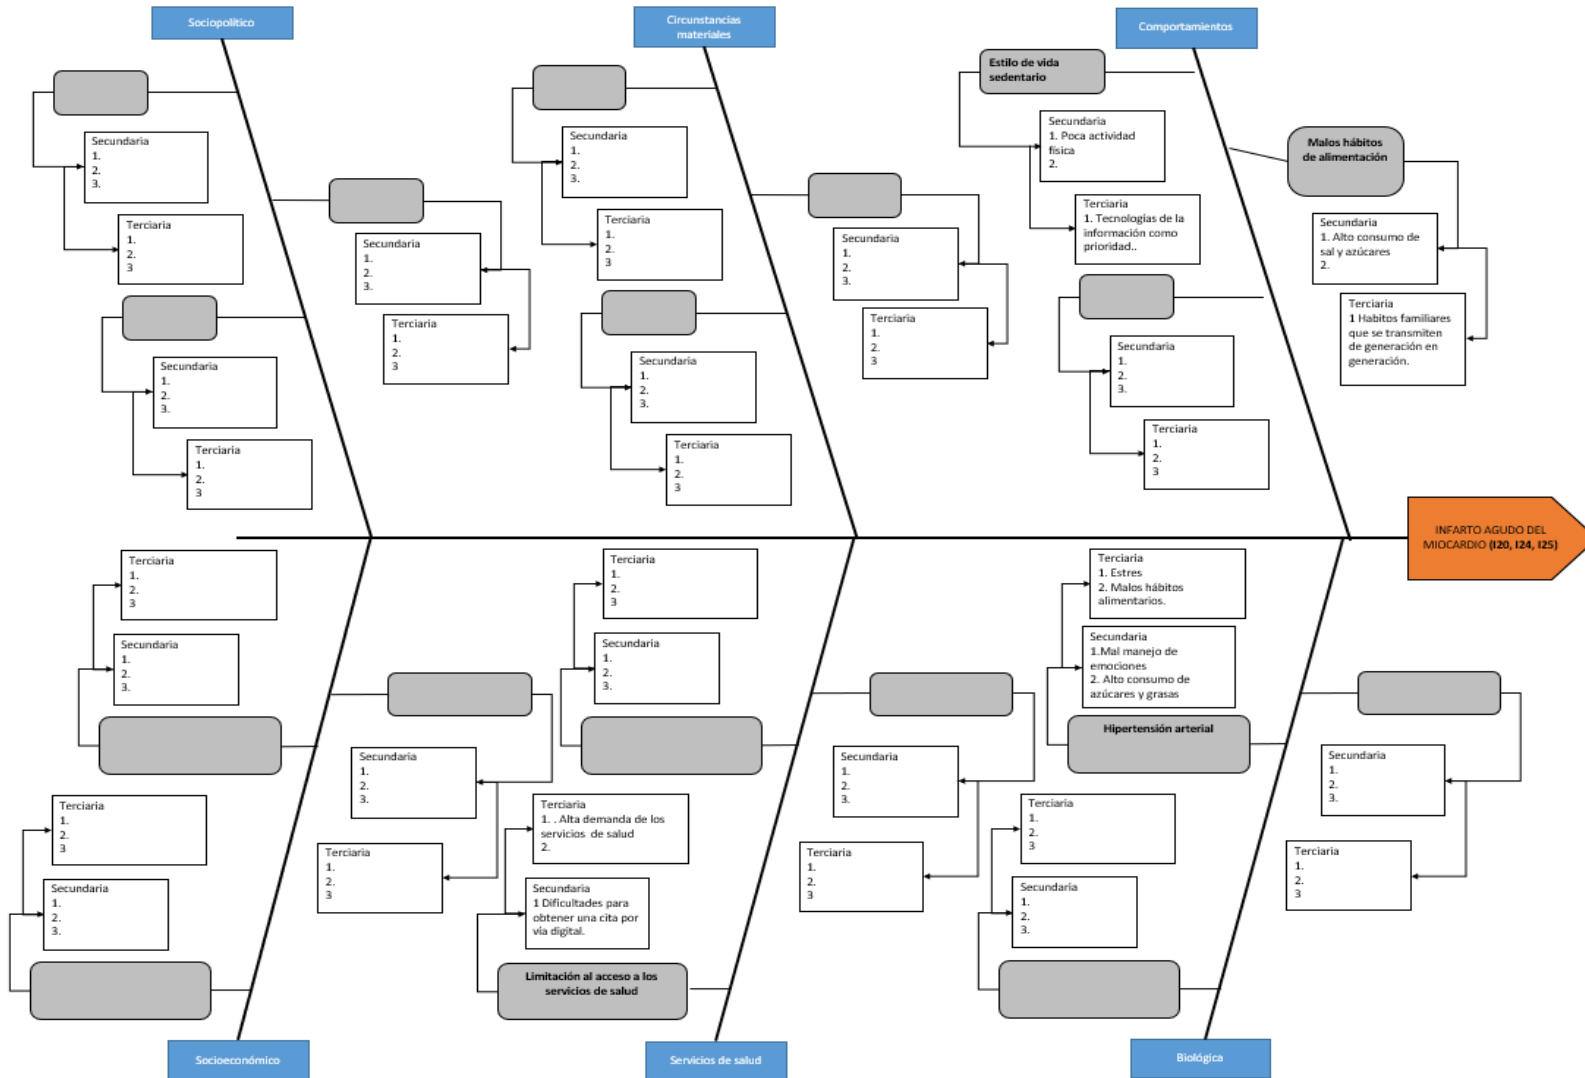 Sociopolítico
Secundaria
1.
2.
3.
Terciaria
1.
2.
3
Secundaria
1.
2.
3.
Terciaria
1.
2.
3
Secundaria
1.
2.
3.
Terciaria
1.
2.
3
Circunstancias
materiales
Secundaria
1.
2.
3.
Terciaria
1.
2.
3
Secundaria
1.
2.
3.
Terciaria
1.
2.
3
Secundaria
1.
2.
3.
Terciaria
1.
2.
3
Comportamientos
Estilo de vida
sedentario
Secundaria
1. Poca actividad
física
2.
Terciaria
1. Tecnologías de la
información como
prioridad..
Malos hábitos
de alimentación
Secundaria
1. Alto consumo de
sal y azúcares
2.
Terciaria
1 Habitos familiares
que se transmiten
de generación en
generación.
Secundaria
1.
2.
3.
Terciaria
1.
2.
3
INFARTO AGUDO DEL
MIOCARDIO (I20, I24, I25)
Terciaria
1.
2.
3
Secundaria
1.
2.
3.
Secundaria
1.
2.
3.
Terciaria
1.
2.
3
Terciaria
1.
2.
3
Secundaria
1.
2.
3.
Socioeconómico
Terciaria
1.
2.
3
Secundaria
1.
2.
3.
Secundaria
1.
2.
3.
Terciaria
1.
2.
3
Terciaria
1. . Alta demanda de los
servicios de salud
2.
Secundaria
1 Dificultades para
obtener una cita por
vía digital.
Limitación al acceso a los
servicios de salud
Servicios de salud
Terciaria
1. Estres
2. Malos hábitos
alimentarios.
Secundaria
1.Mal manejo de
emociones
2. Alto consumo de
azúcares y grasas
Hipertensión arterial
Secundaria
1.
2.
3.
Terciaria
1.
2.
3
Terciaria
1.
2.
3
Secundaria
1.
2.
3.
Biológica